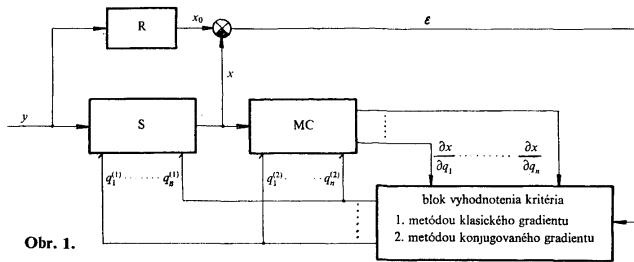 R
x₀
ε
x
y
S
MC
∂x/∂q₁ ........ ∂x/∂qₙ
q₁⁽¹⁾ ....... qₙ⁽¹⁾
q₁⁽²⁾ ..... qₙ⁽²⁾
blok vyhodnotenia kritéria
1. metódou klasického gradientu
2. metódou konjugovaného gradientu
Obr. 1.